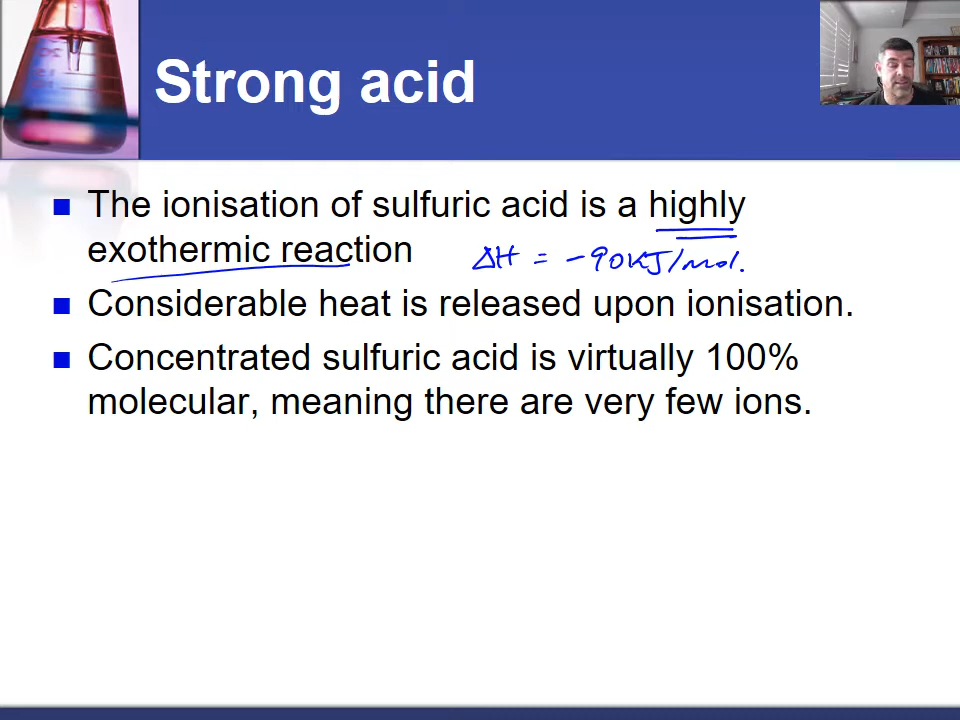 Strong acid
The ionisation of sulfuric acid is a highly
exothermic reaction
ΔH = -90KJ/mol.
Considerable heat is released upon ionisation.
Concentrated sulfuric acid is virtually 100%
molecular, meaning there are very few ions.